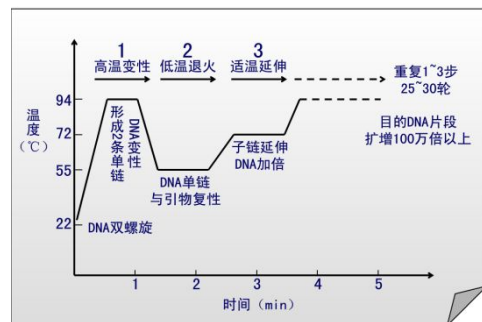 1 2 3
高温变性 低温退火 适温延伸
重复1~3步
25~30轮
目的DNA片段
扩增100万倍以上
温度
(℃)
94
72
55
22
DNA变性
形成2条单链
DNA单链
与引物复性
子链延伸
DNA加倍
DNA双螺旋
1 2 3 4 5
时间(min)